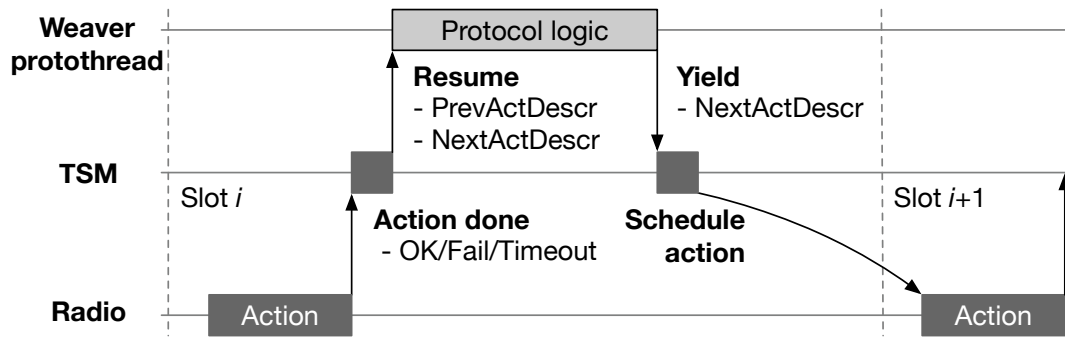 Weaver
protothread
Protocol logic
Resume
- PrevActDescr
- NextActDescr
Yield
- NextActDescr
TSM
Slot i
Slot i+1
Action done
- OK/Fail/Timeout
Schedule
action
Radio
Action
Action